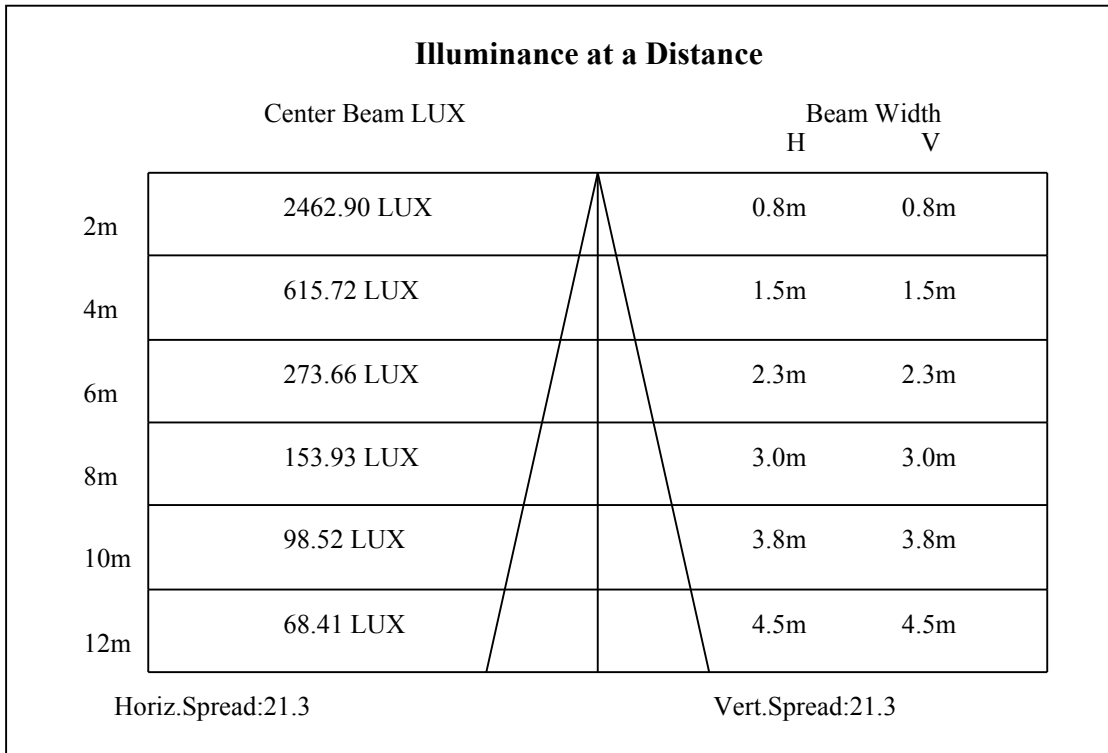 Illuminance at a Distance
Center Beam LUX Beam Width
H V
2m 2462.90 LUX 0.8m 0.8m
4m 615.72 LUX 1.5m 1.5m
6m 273.66 LUX 2.3m 2.3m
8m 153.93 LUX 3.0m 3.0m
10m 98.52 LUX 3.8m 3.8m
12m 68.41 LUX 4.5m 4.5m
Horiz.Spread:21.3 Vert.Spread:21.3